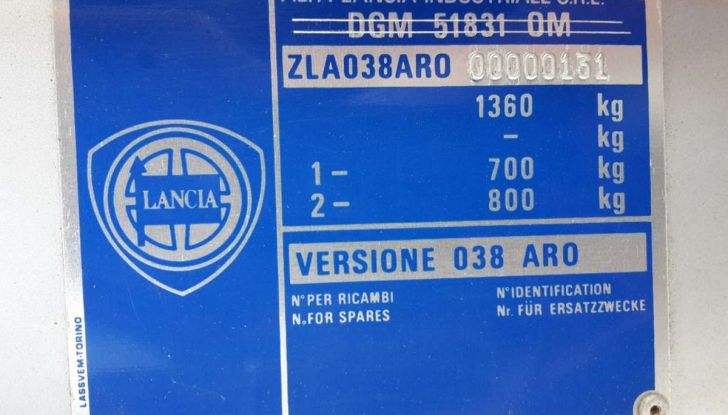 DGM 51831 OM
ZLA038ARO 00000131
1360 kg
– kg
1– 700 kg
2– 800 kg
LANCIA
VERSIONE 038 ARO
N° PER RICAMBI
N° IDENTIFICATION
N. FOR SPARES
Nr. FÜR ERSATZZWECKE
LASSVEM-TORINO